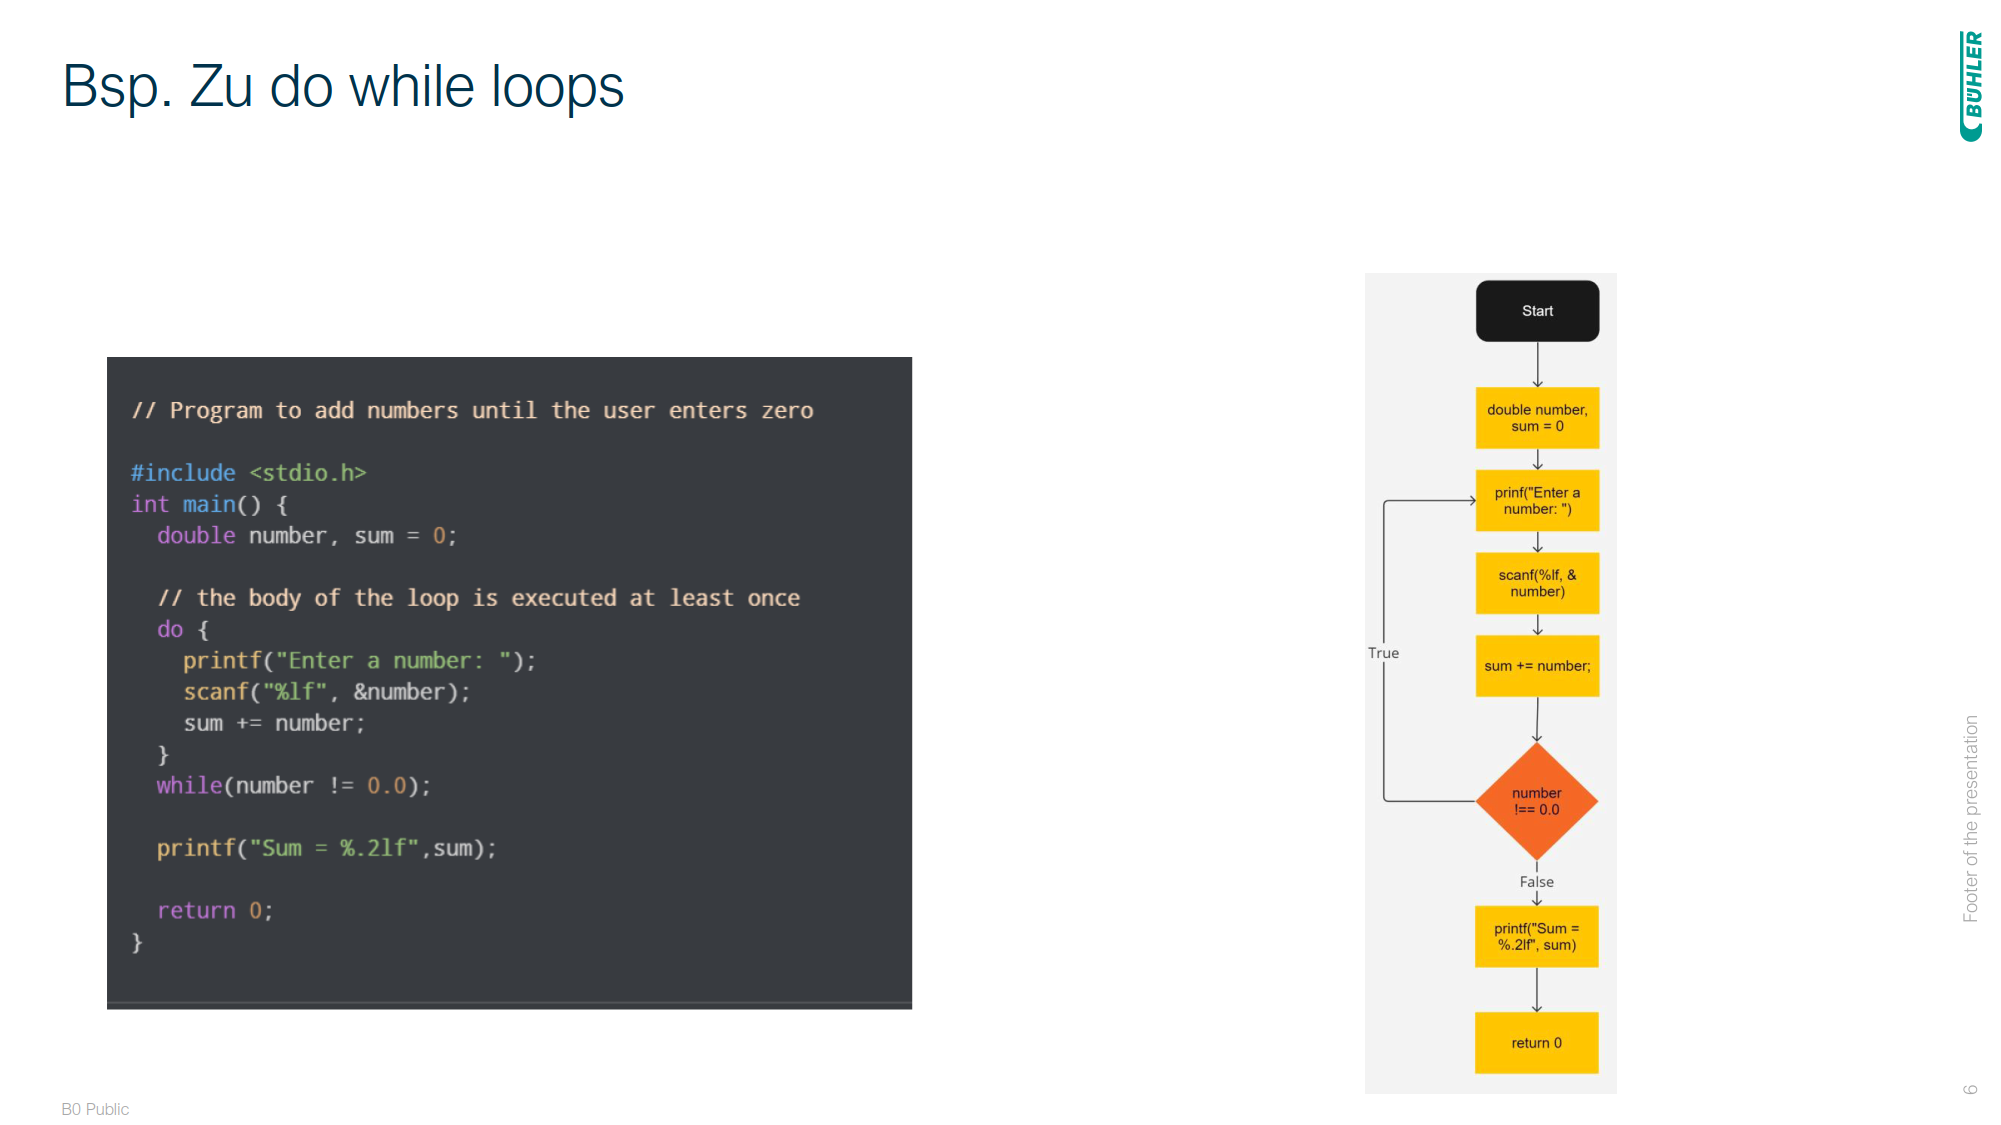 Bsp. Zu do while loops
BÜHLER
// Program to add numbers until the user enters zero
#include <stdio.h>
int main() {
  double number, sum = 0;
  // the body of the loop is executed at least once
  do {
    printf("Enter a number: ");
    scanf("%lf", &number);
    sum += number;
  }
  while(number != 0.0);
  printf("Sum = %.2lf",sum);
  return 0;
}
Start
double number,
sum = 0
prinf("Enter a
number: ")
scanf(%lf, &
number)
True
sum += number;
number
!== 0.0
False
printf("Sum =
%.2lf", sum)
return 0
Footer of the presentation
6
B0 Public